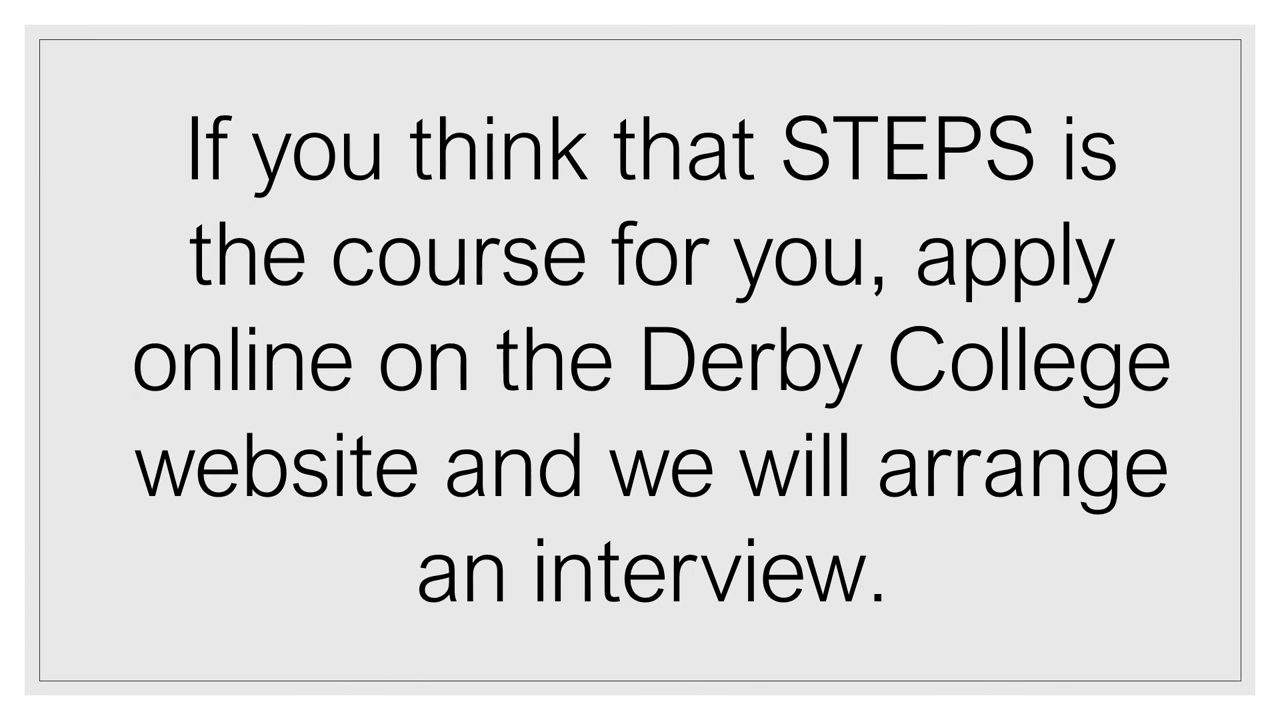 If you think that STEPS is
the course for you, apply
online on the Derby College
website and we will arrange
an interview.